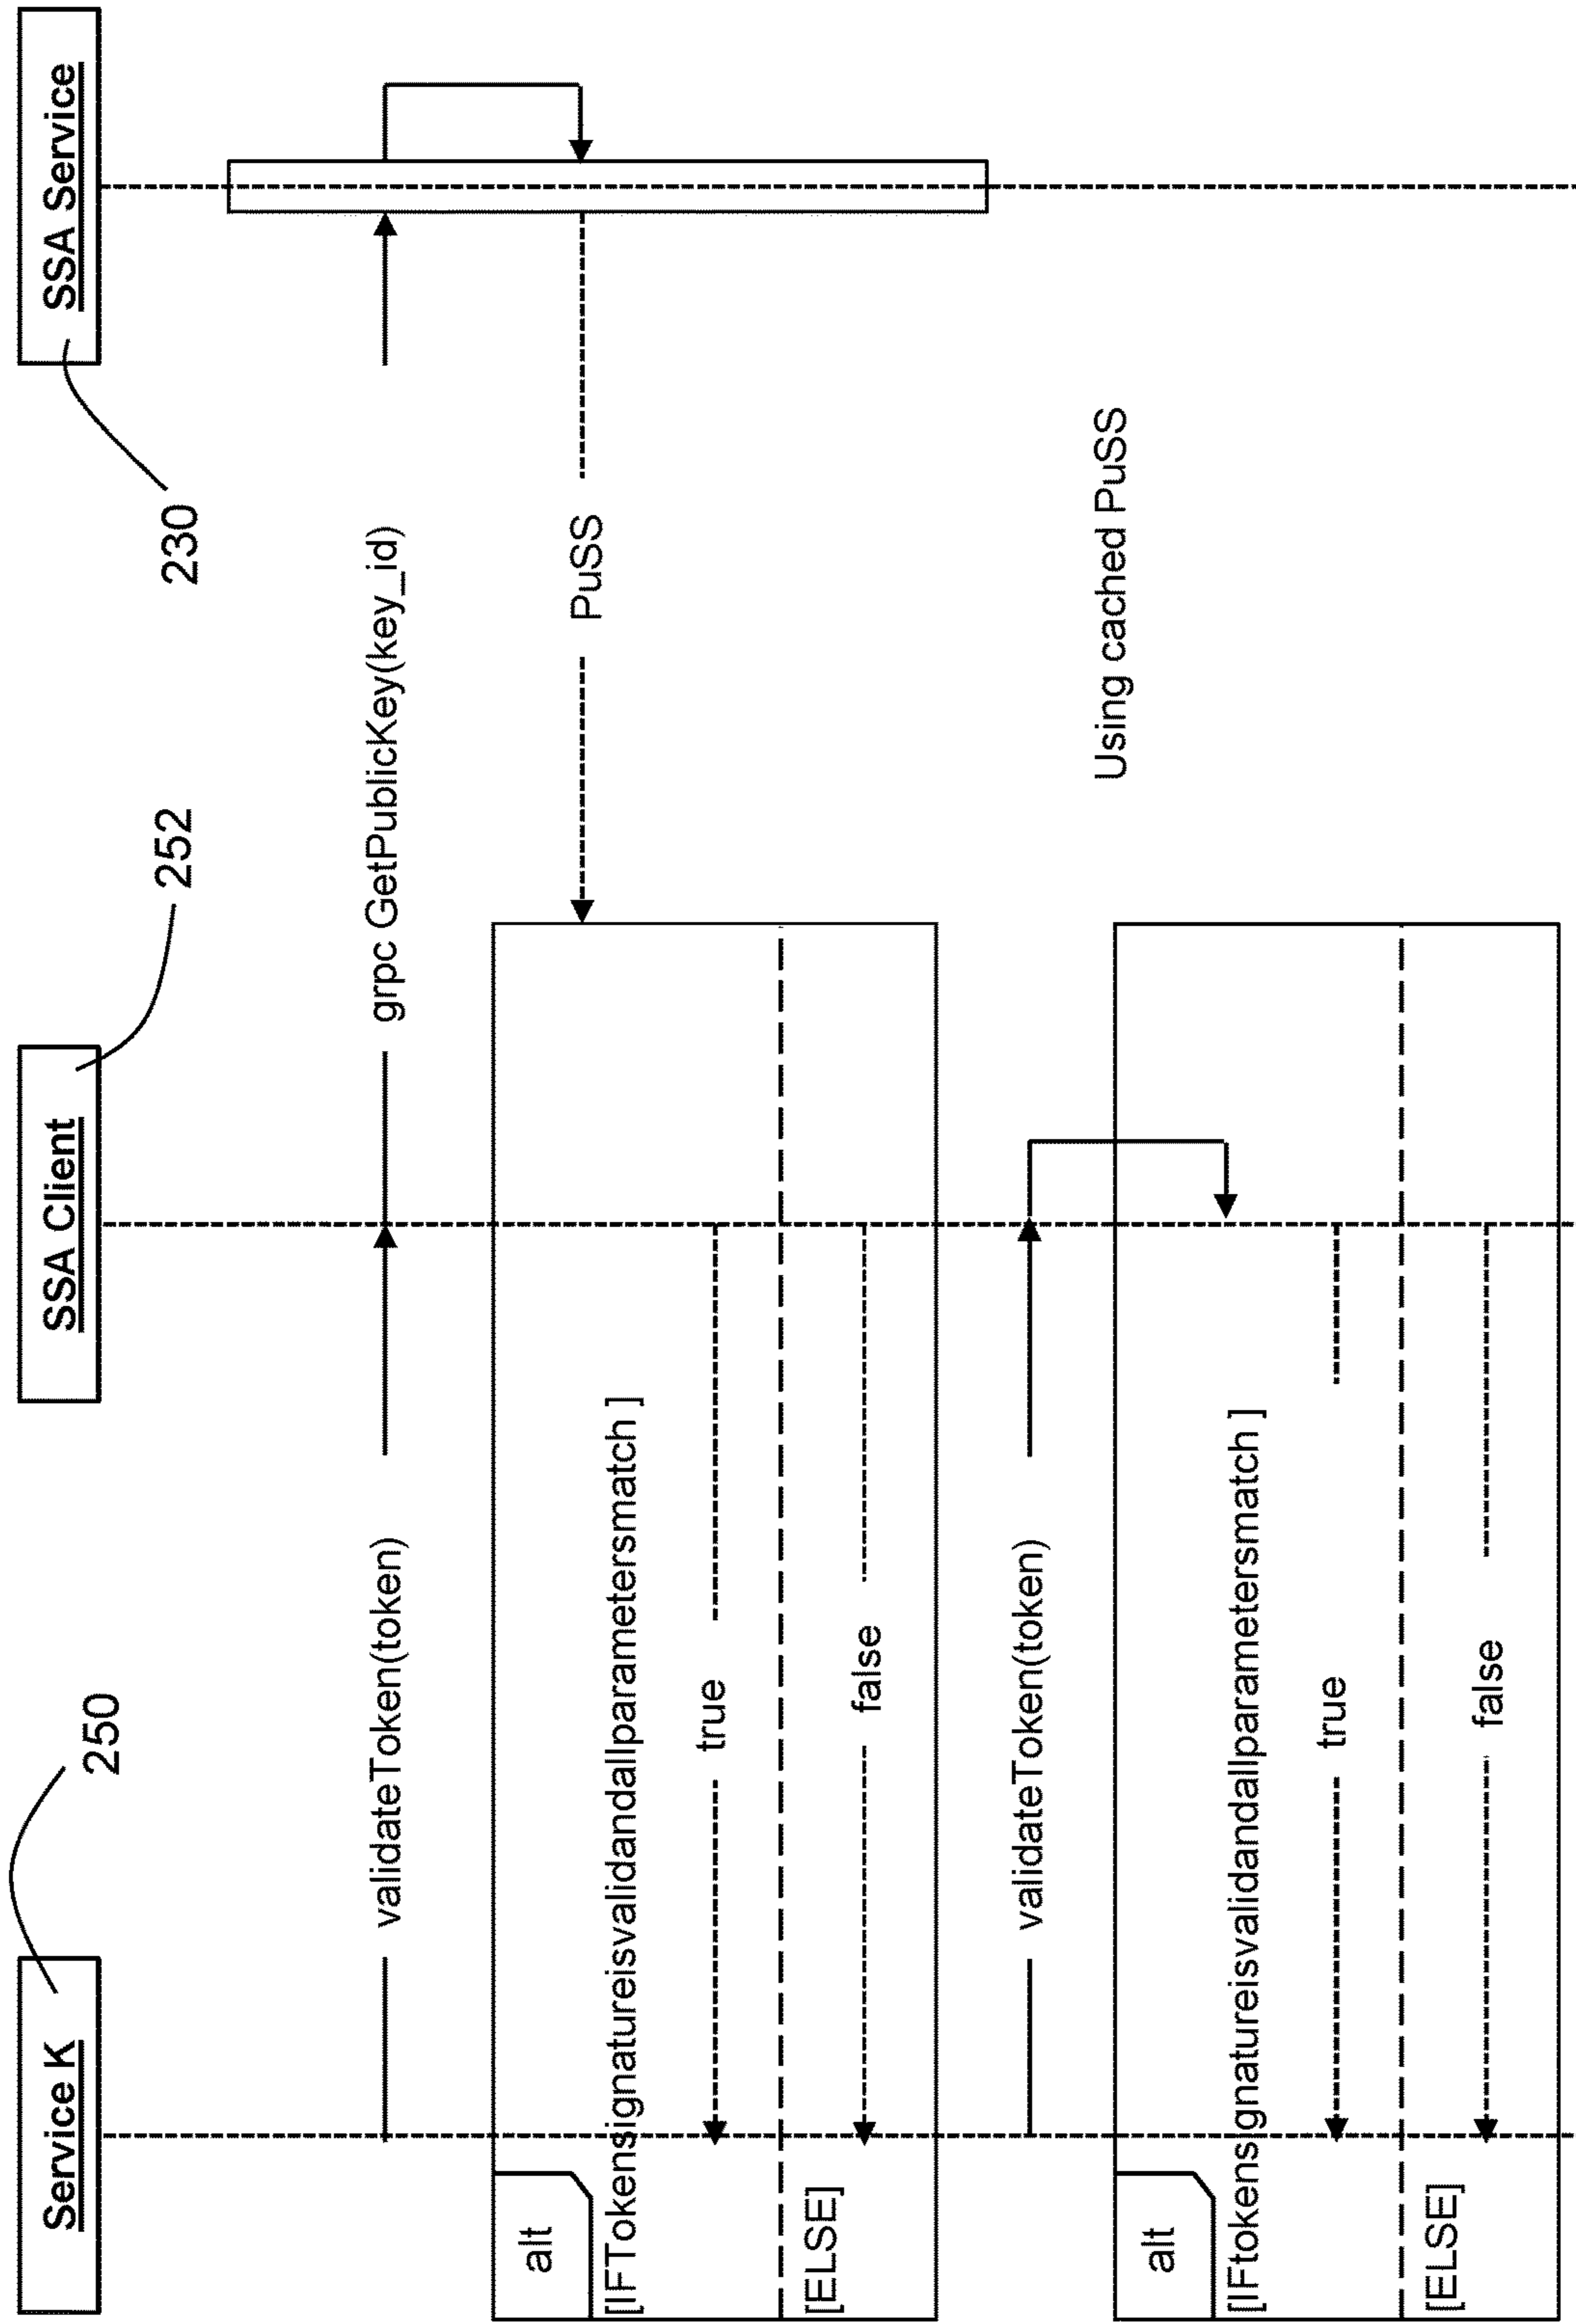 Service K
SSA Client
SSA Service
250
252
230
validateToken(token)
grpc GetPublicKey(key_id)
alt
PuSS
[IFTokensignatureisvalidandallparametersmatch ]
true
[ELSE]
false
validateToken(token)
Using cached PuSS
alt
[IFtokensignatureisvalidandallparametersmatch ]
true
[ELSE]
false